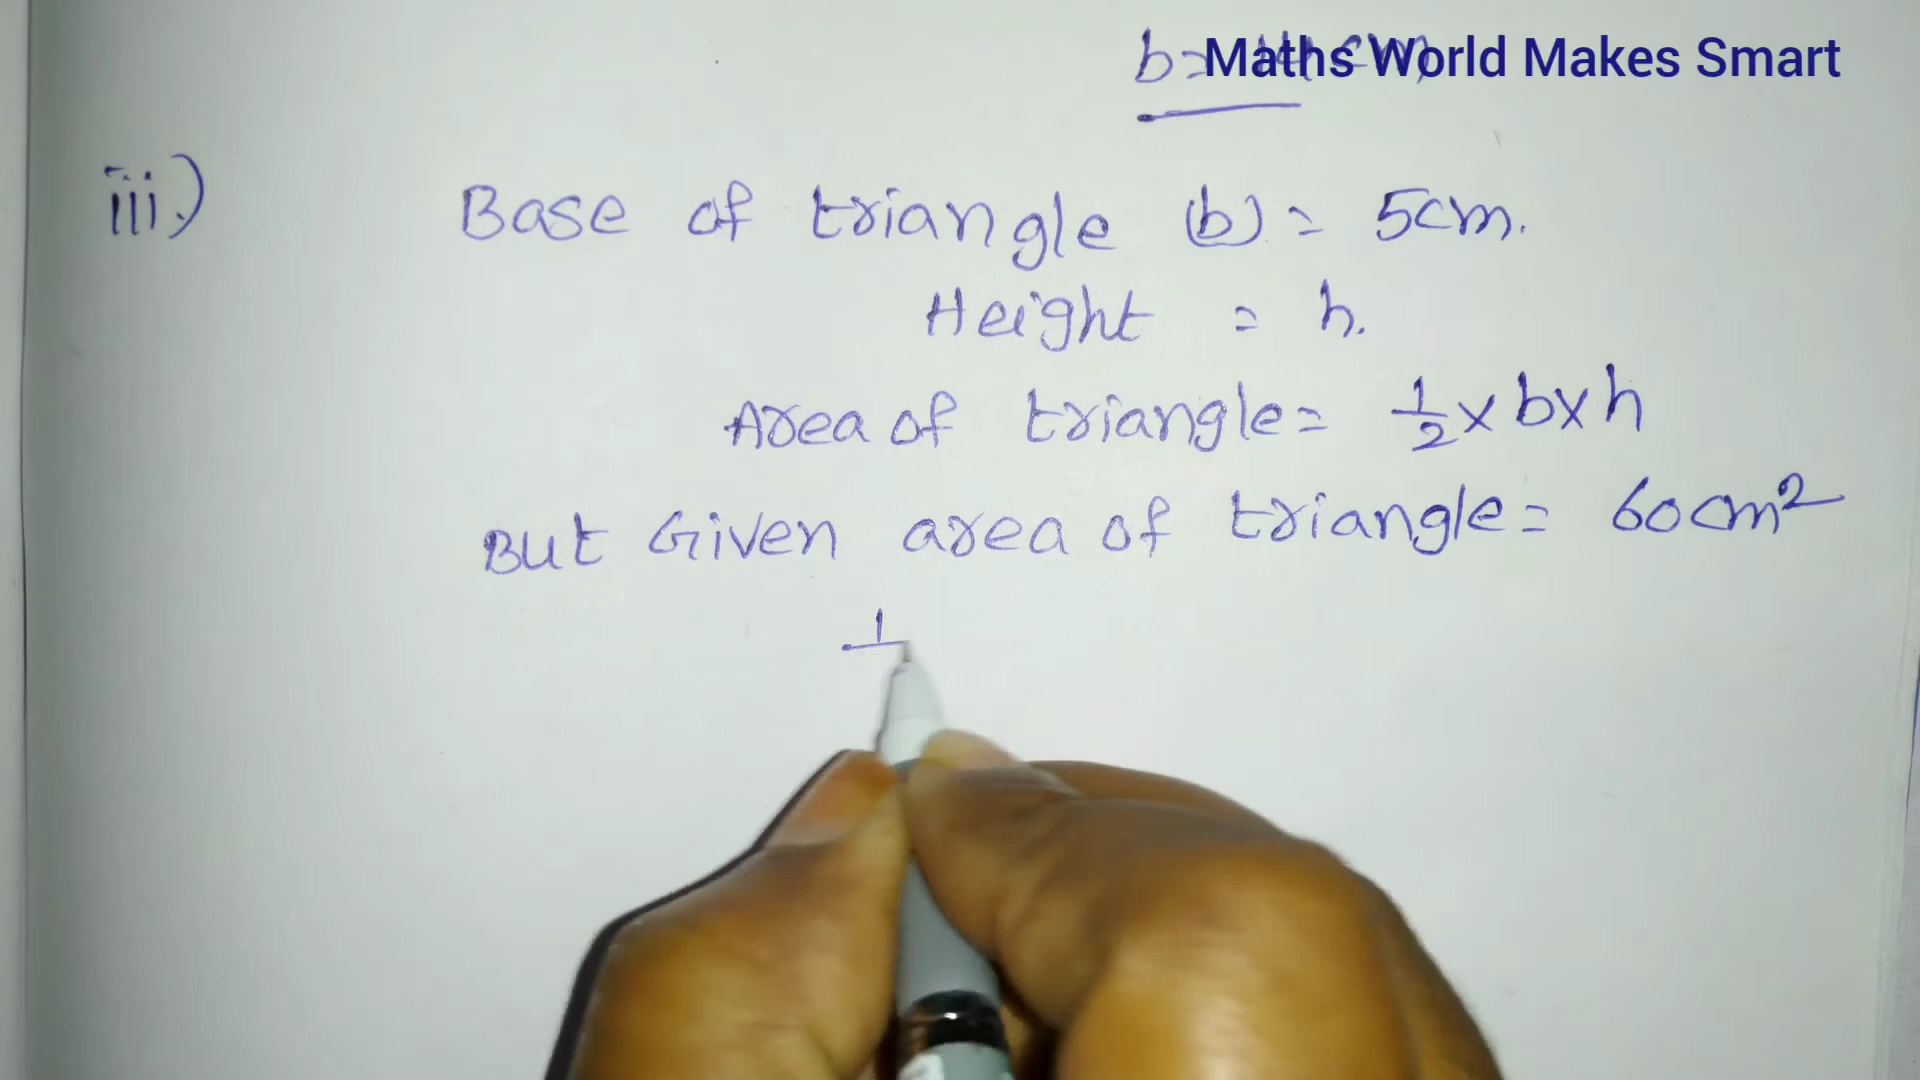 Maths World Makes Smart
b=
iii.) Base of triangle (b) = 5cm.
Height = h.
Area of triangle = 1/2 x b x h
But Given area of triangle = 60cm²
1